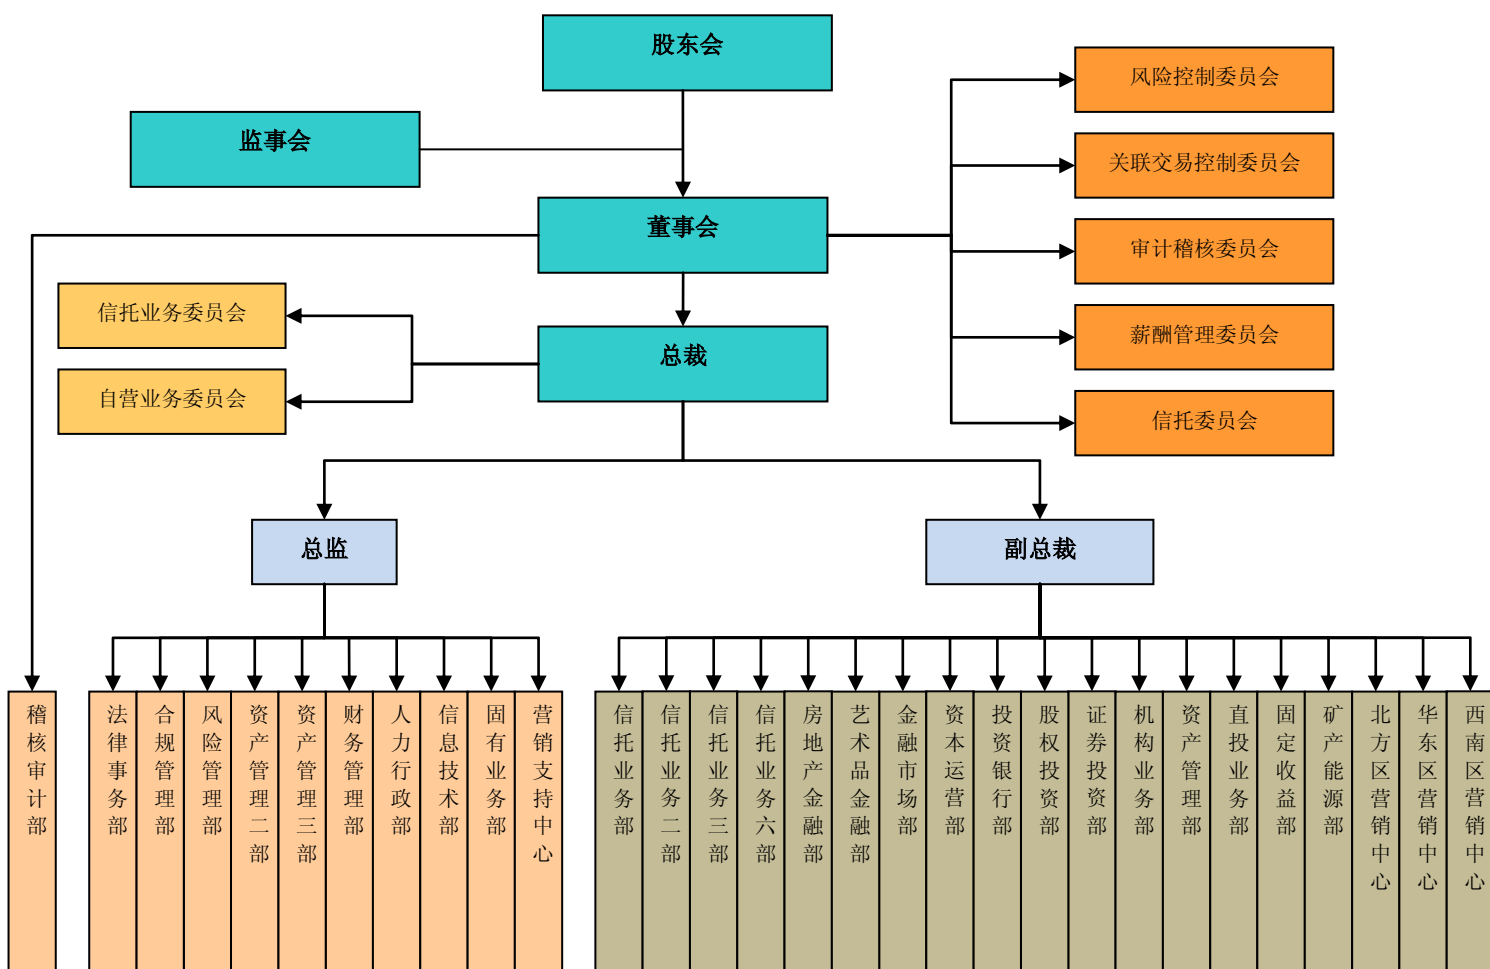 股东会
监事会
风险控制委员会
关联交易控制委员会
董事会
审计稽核委员会
信托业务委员会
总裁
薪酬管理委员会
自营业务委员会
信托委员会
总监
副总裁
稽核审计部
法律事务部
合规管理部
风险管理部
资产管理二部
资产管理三部
财务管理部
人力行政部
信息技术部
固有业务部
营销支持中心
信托业务部
信托业务二部
信托业务三部
信托业务六部
房地产金融部
艺术品金融部
金融市场部
资本运营部
投资银行部
股权投资部
证券投资部
机构业务部
资产管理部
直投业务部
固定收益部
矿产能源部
北方区营销中心
华东区营销中心
西南区营销中心